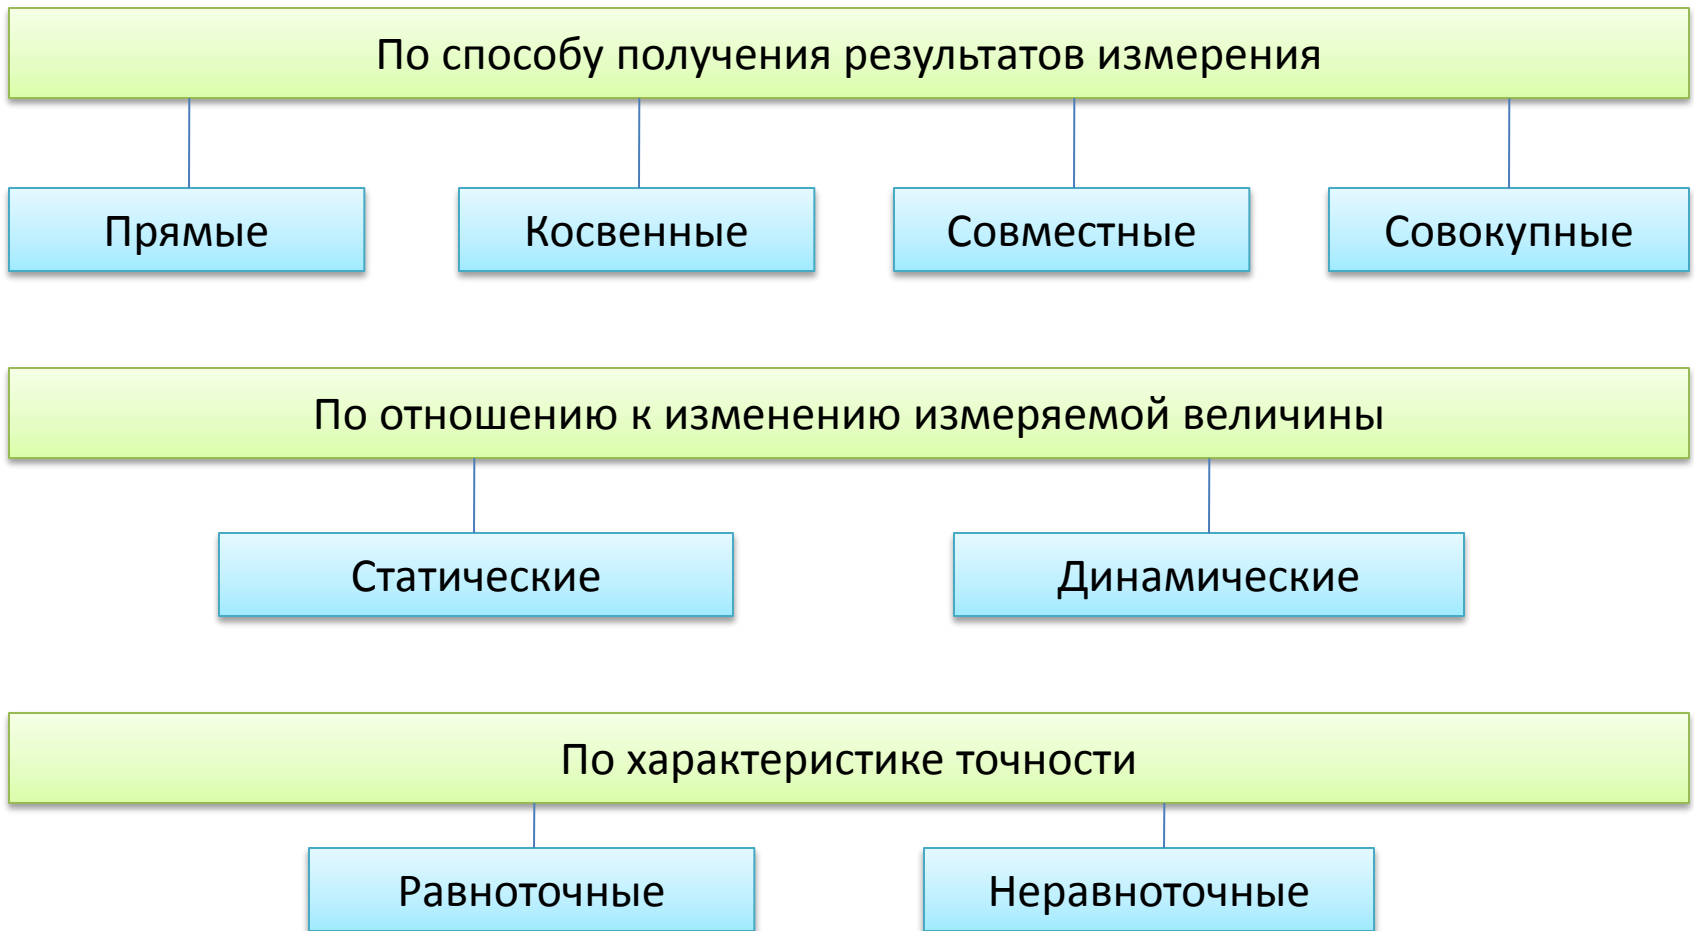 По способу получения результатов измерения
Прямые
Косвенные
Совместные
Совокупные
По отношению к изменению измеряемой величины
Статические
Динамические
По характеристике точности
Равноточные
Неравноточные